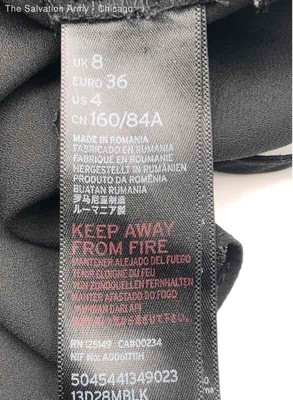 The Salvation Army - Chicago
UK 8
EURO 36
US 4
CN 160/84A
MADE IN ROMANIA
FABRICADO EN RUMANIA
FABRIQUÉ EN ROUMANIE
HERGESTELLT IN RUMÄNIEN
PRODUTO DA ROMÊNIA
BUATAN RUMANIA
罗马尼亚制造
ルーマニア製
KEEP AWAY
FROM FIRE
MANTENER ALEJADO DEL FUEGO
TENIR ÉLOIGNÉ DU FEU
VON ZÜNDQUELLEN FERNHALTEN
MANTER AFASTADO DO FOGO
DARI API
RN 125149 CA#00234
5045441349023
13D28MBLK